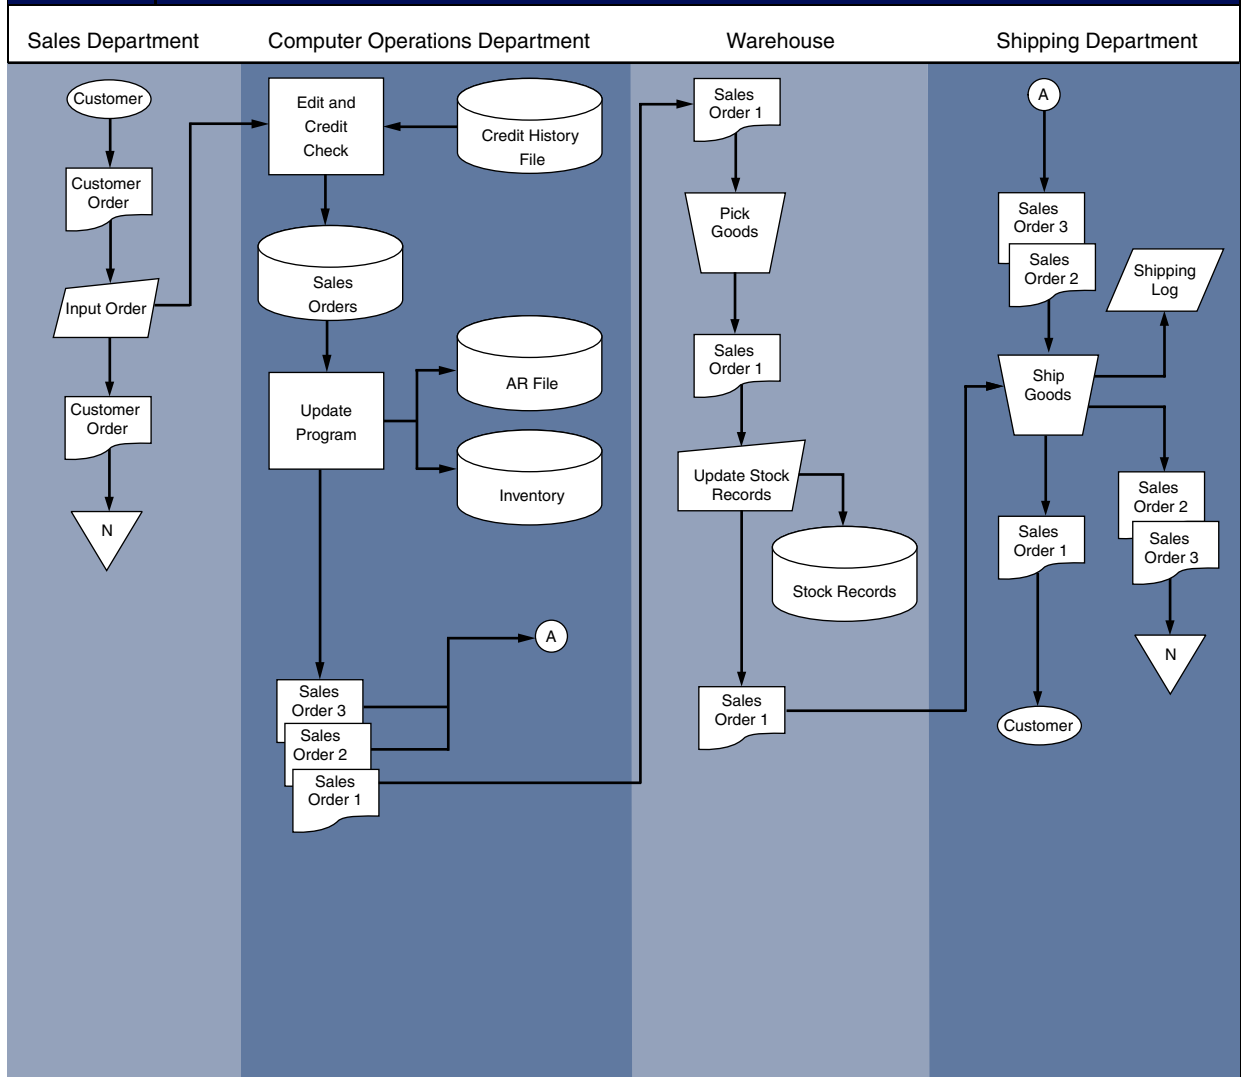 Sales Department
Computer Operations Department
Warehouse
Shipping Department
Customer
Customer
Order
Input Order
Customer
Order
N
Edit and
Credit
Check
Credit History
File
Sales
Orders
Update
Program
AR File
Inventory
A
Sales
Order 3
Sales
Order 2
Sales
Order 1
Sales
Order 1
Pick
Goods
Sales
Order 1
Update Stock
Records
Stock Records
Sales
Order 1
A
Sales
Order 3
Sales
Order 2
Shipping
Log
Ship
Goods
Sales
Order 1
Customer
Sales
Order 2
Sales
Order 3
N